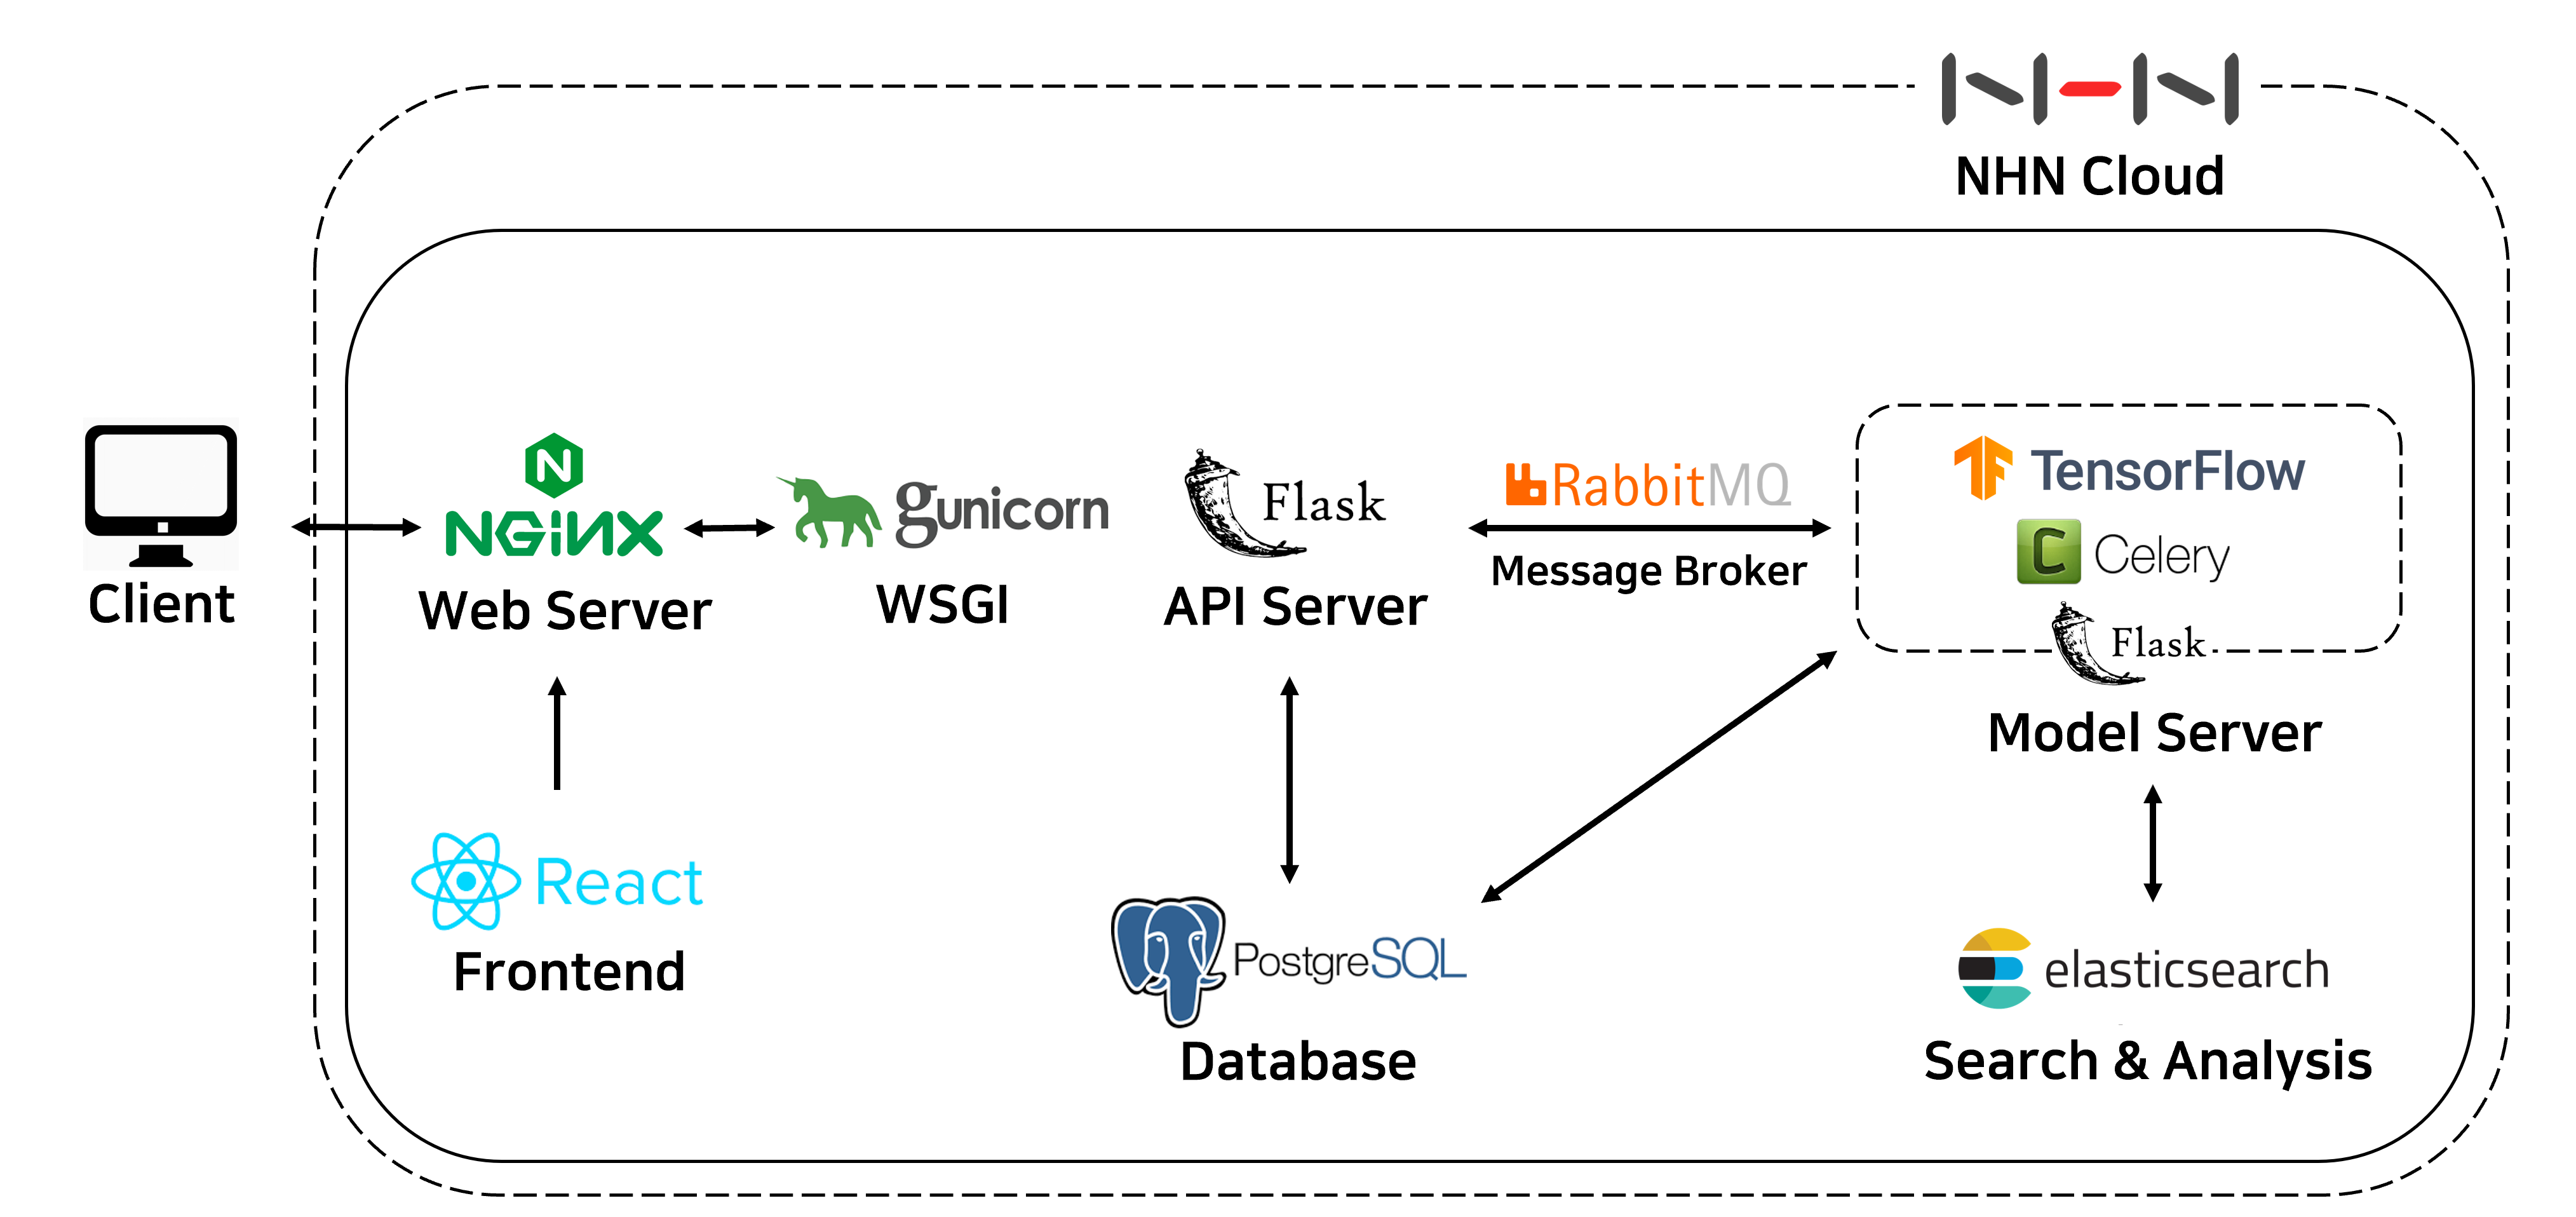 NHN
NHN Cloud
Client
N
NGiNX
Web Server
gunicorn
WSGI
Flask
API Server
RabbitMQ
Message Broker
TF TensorFlow
C Celery
Flask
Model Server
React
Frontend
PostgreSQL
Database
elasticsearch
Search & Analysis